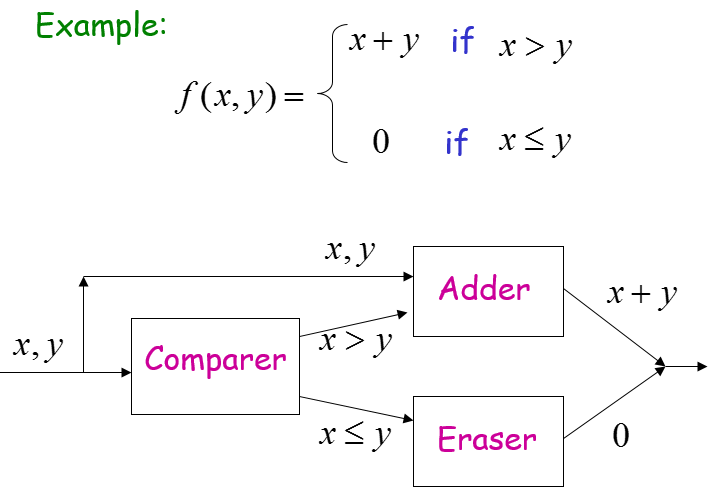 Example:
x + y if x > y
f(x, y) =
0 if x ≤ y
x, y
Adder
x + y
x, y
Comparer
x > y
x ≤ y
Eraser
0